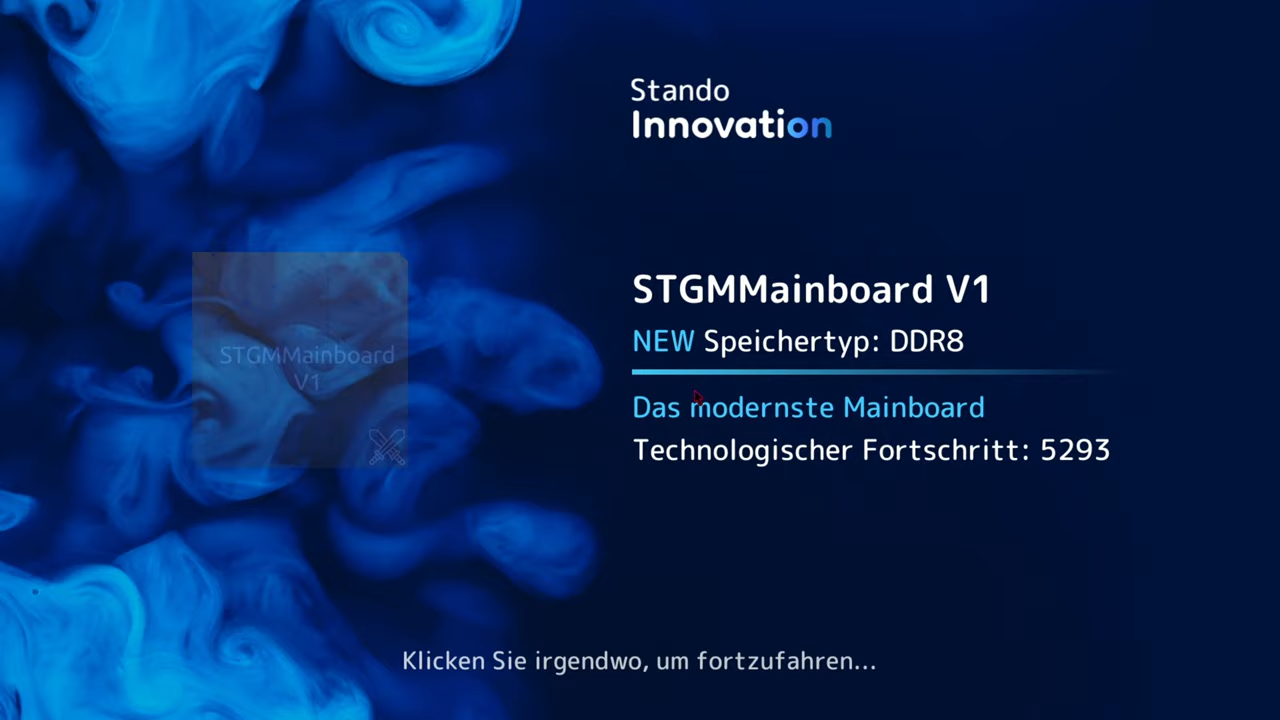 Stando
Innovation
STGMMainboard
V1
STGMMainboard V1
NEW Speichertyp: DDR8
Das modernste Mainboard
Technologischer Fortschritt: 5293
Klicken Sie irgendwo, um fortzufahren...